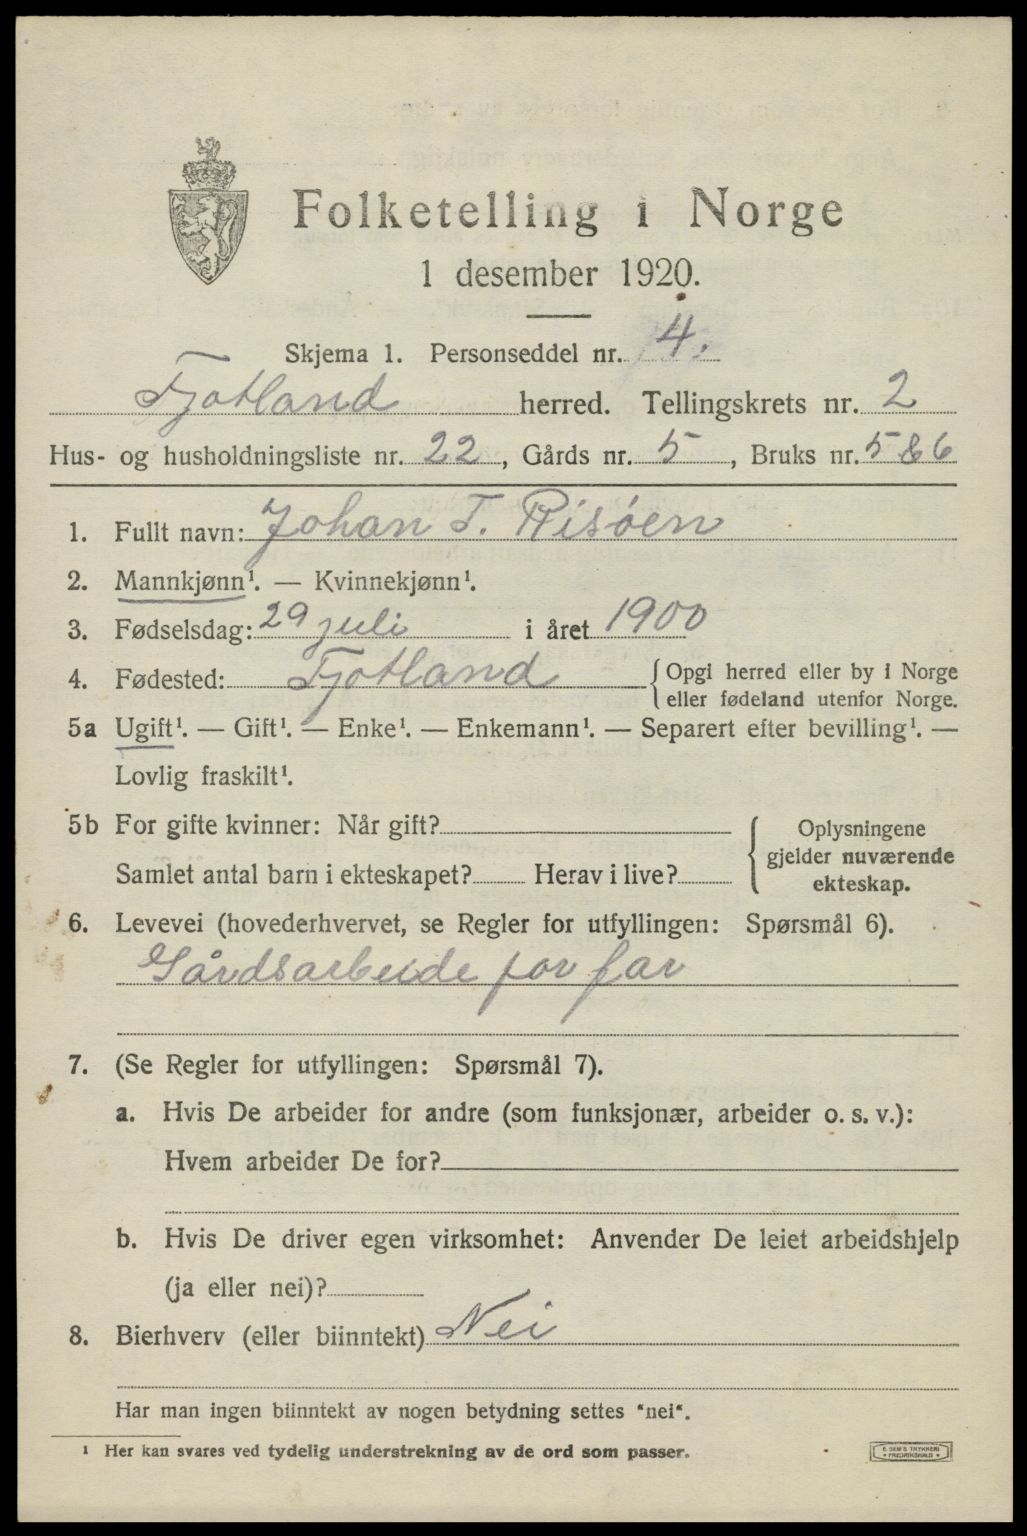 Folketelling i Norge
1 desember 1920.
Skjema 1. Personseddel nr. 4.
Fjotland herred. Tellingskrets nr. 2
Hus- og husholdningsliste nr. 22, Gårds nr. 5, Bruks nr. 5 & 6
1. Fullt navn: Johan T. Risøen
2. Mannkjønn¹. — Kvinnekjønn¹.
3. Fødselsdag: 29 juli i året 1900
4. Fødested: Fjotland { Opgi herred eller by i Norge
eller fødeland utenfor Norge.
5a Ugift¹. — Gift¹. — Enke¹. — Enkemann¹. — Separert efter bevilling¹. —
Lovlig fraskilt¹.
5b For gifte kvinner: Når gift?
Samlet antal barn i ekteskapet? Herav i live?
{ Oplysningene
gjelder nuværende
ekteskap.
6. Levevei (hovederhvervet, se Regler for utfyllingen: Spørsmål 6).
Gårdsarbeide for far
7. (Se Regler for utfyllingen: Spørsmål 7).
a. Hvis De arbeider for andre (som funksjonær, arbeider o. s. v.):
Hvem arbeider De for?
b. Hvis De driver egen virksomhet: Anvender De leiet arbeidshjelp
(ja eller nei)?
8. Bierhverv (eller biinntekt) Nei
Har man ingen biinntekt av nogen betydning settes "nei".
¹ Her kan svares ved tydelig understrekning av de ord som passer.
E. SEM'S TRYKKERI
FREDRIKSHALD